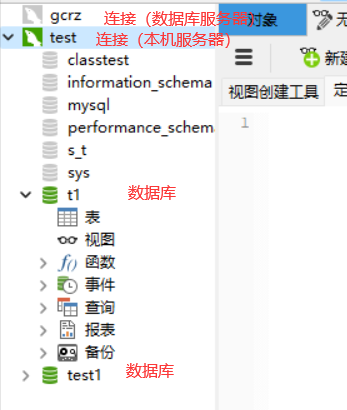 gcrz 连接（数据库服务器
对象
无
test 连接（本机服务器）
classtest
information_schema
新建
mysql
视图创建工具 定
performance_schema
1
s_t
sys
t1 数据库
表
视图
f() 函数
事件
查询
报表
备份
test1 数据库